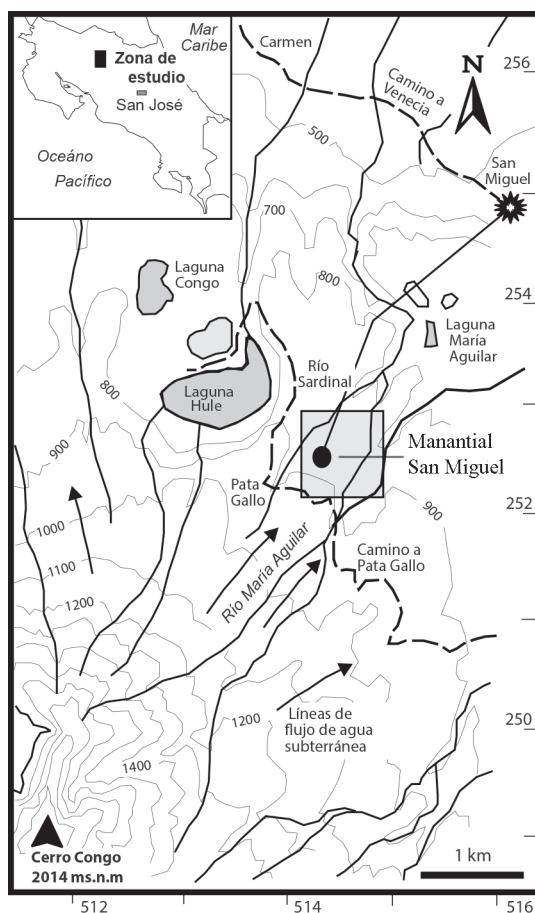 Mar
Caribe
Zona de
estudio
San José
Oceáno
Pacífico
Carmen
Camino a
Venecia
N
256
San
Miguel
500
700
800
254
Laguna
Congo
Laguna
María
Aguilar
Río
Sardinal
Laguna
Hule
800
900
Manantial
San Miguel
Pata
Gallo
252
900
1000
Río María Aguilar
Camino a
Pata Gallo
1100
1200
1200
Líneas de
flujo de agua
subterránea
250
1400
Cerro Congo
2014 ms.n.m
1 km
512
514
516